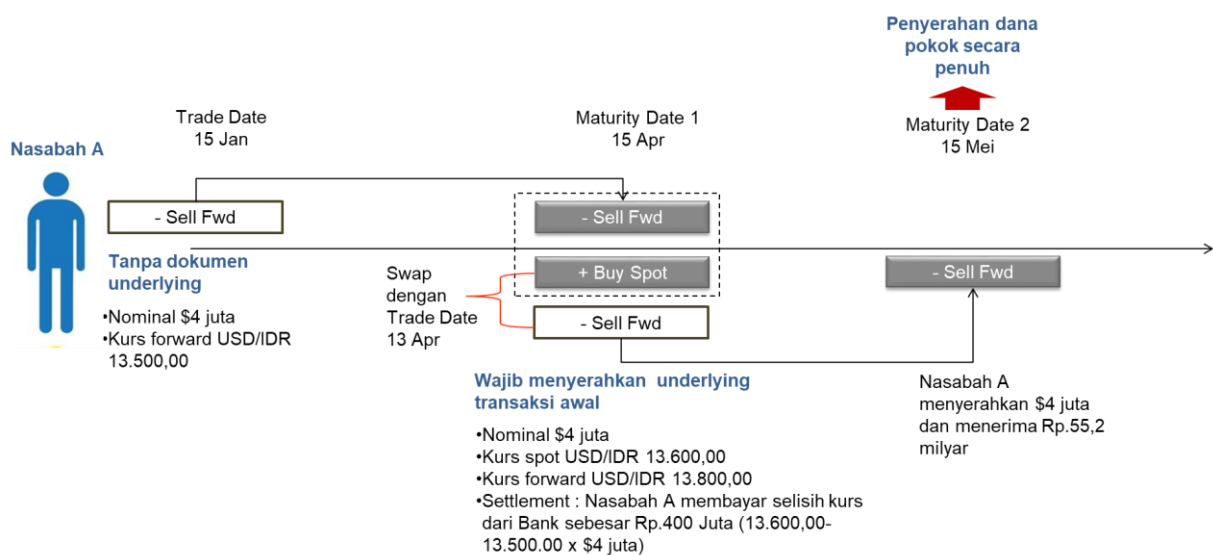 Penyerahan dana
pokok secara
penuh
Trade Date
15 Jan
Maturity Date 1
15 Apr
Maturity Date 2
15 Mei
Nasabah A
- Sell Fwd
- Sell Fwd
Tanpa dokumen
underlying
•Nominal $4 juta
•Kurs forward USD/IDR
13.500,00
Swap
dengan
Trade Date
13 Apr
+ Buy Spot
- Sell Fwd
- Sell Fwd
Wajib menyerahkan underlying
transaksi awal
•Nominal $4 juta
•Kurs spot USD/IDR 13.600,00
•Kurs forward USD/IDR 13.800,00
•Settlement : Nasabah A membayar selisih kurs
dari Bank sebesar Rp.400 Juta (13.600,00-
13.500.00 x $4 juta)
Nasabah A
menyerahkan $4 juta
dan menerima Rp.55,2
milyar